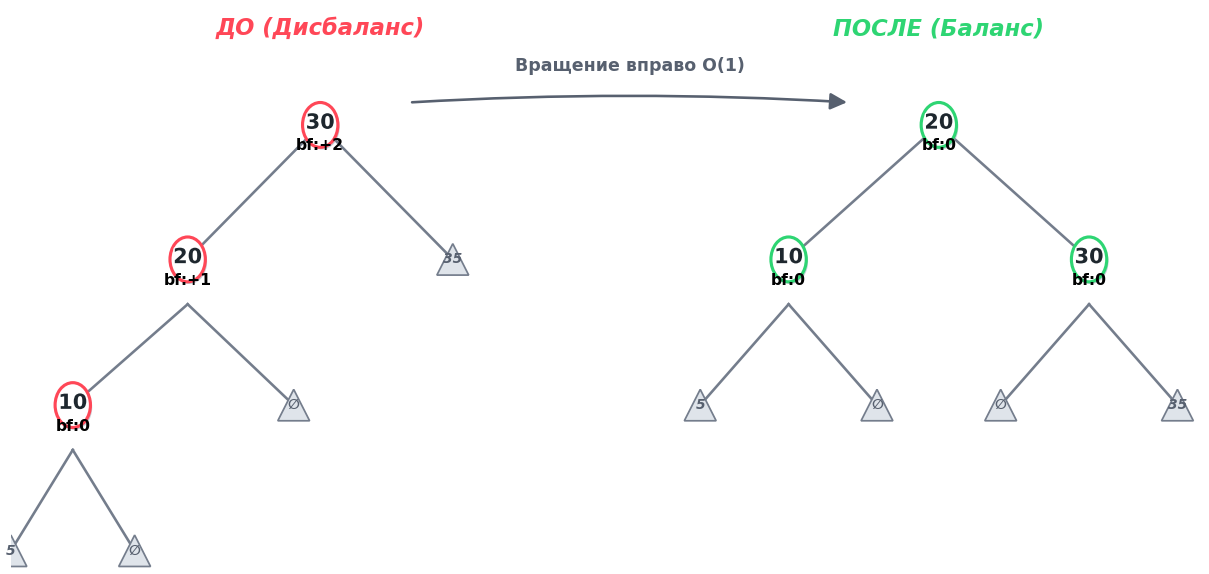 ДО (Дисбаланс)
ПОСЛЕ (Баланс)
Вращение вправо O(1)
30
bf:+2
20
bf:0
20
bf:+1
35
10
bf:0
30
bf:0
10
bf:0
Ø
5
Ø
Ø
35
5
Ø